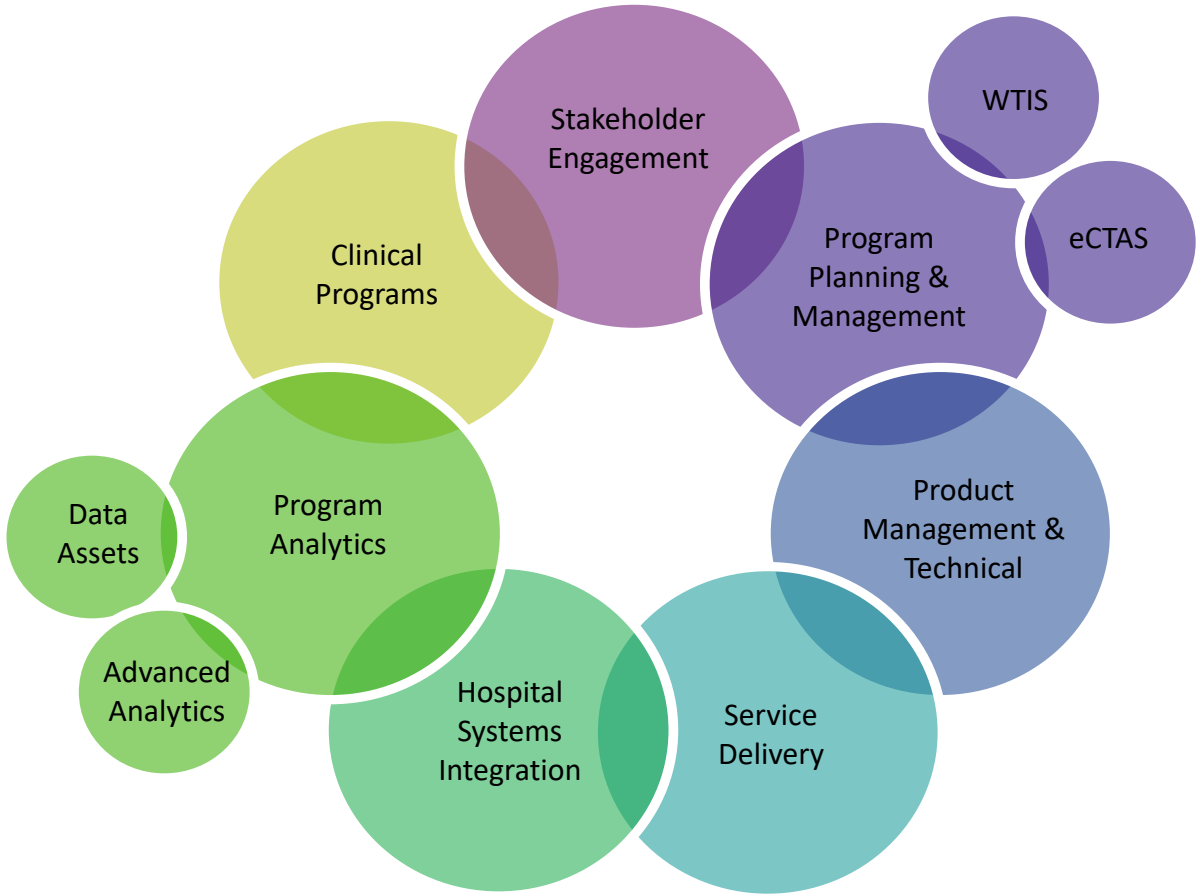 Stakeholder
Engagement
WTIS
eCTAS
Program
Planning &
Management
Product
Management &
Technical
Service
Delivery
Hospital
Systems
Integration
Program
Analytics
Data
Assets
Advanced
Analytics
Clinical
Programs